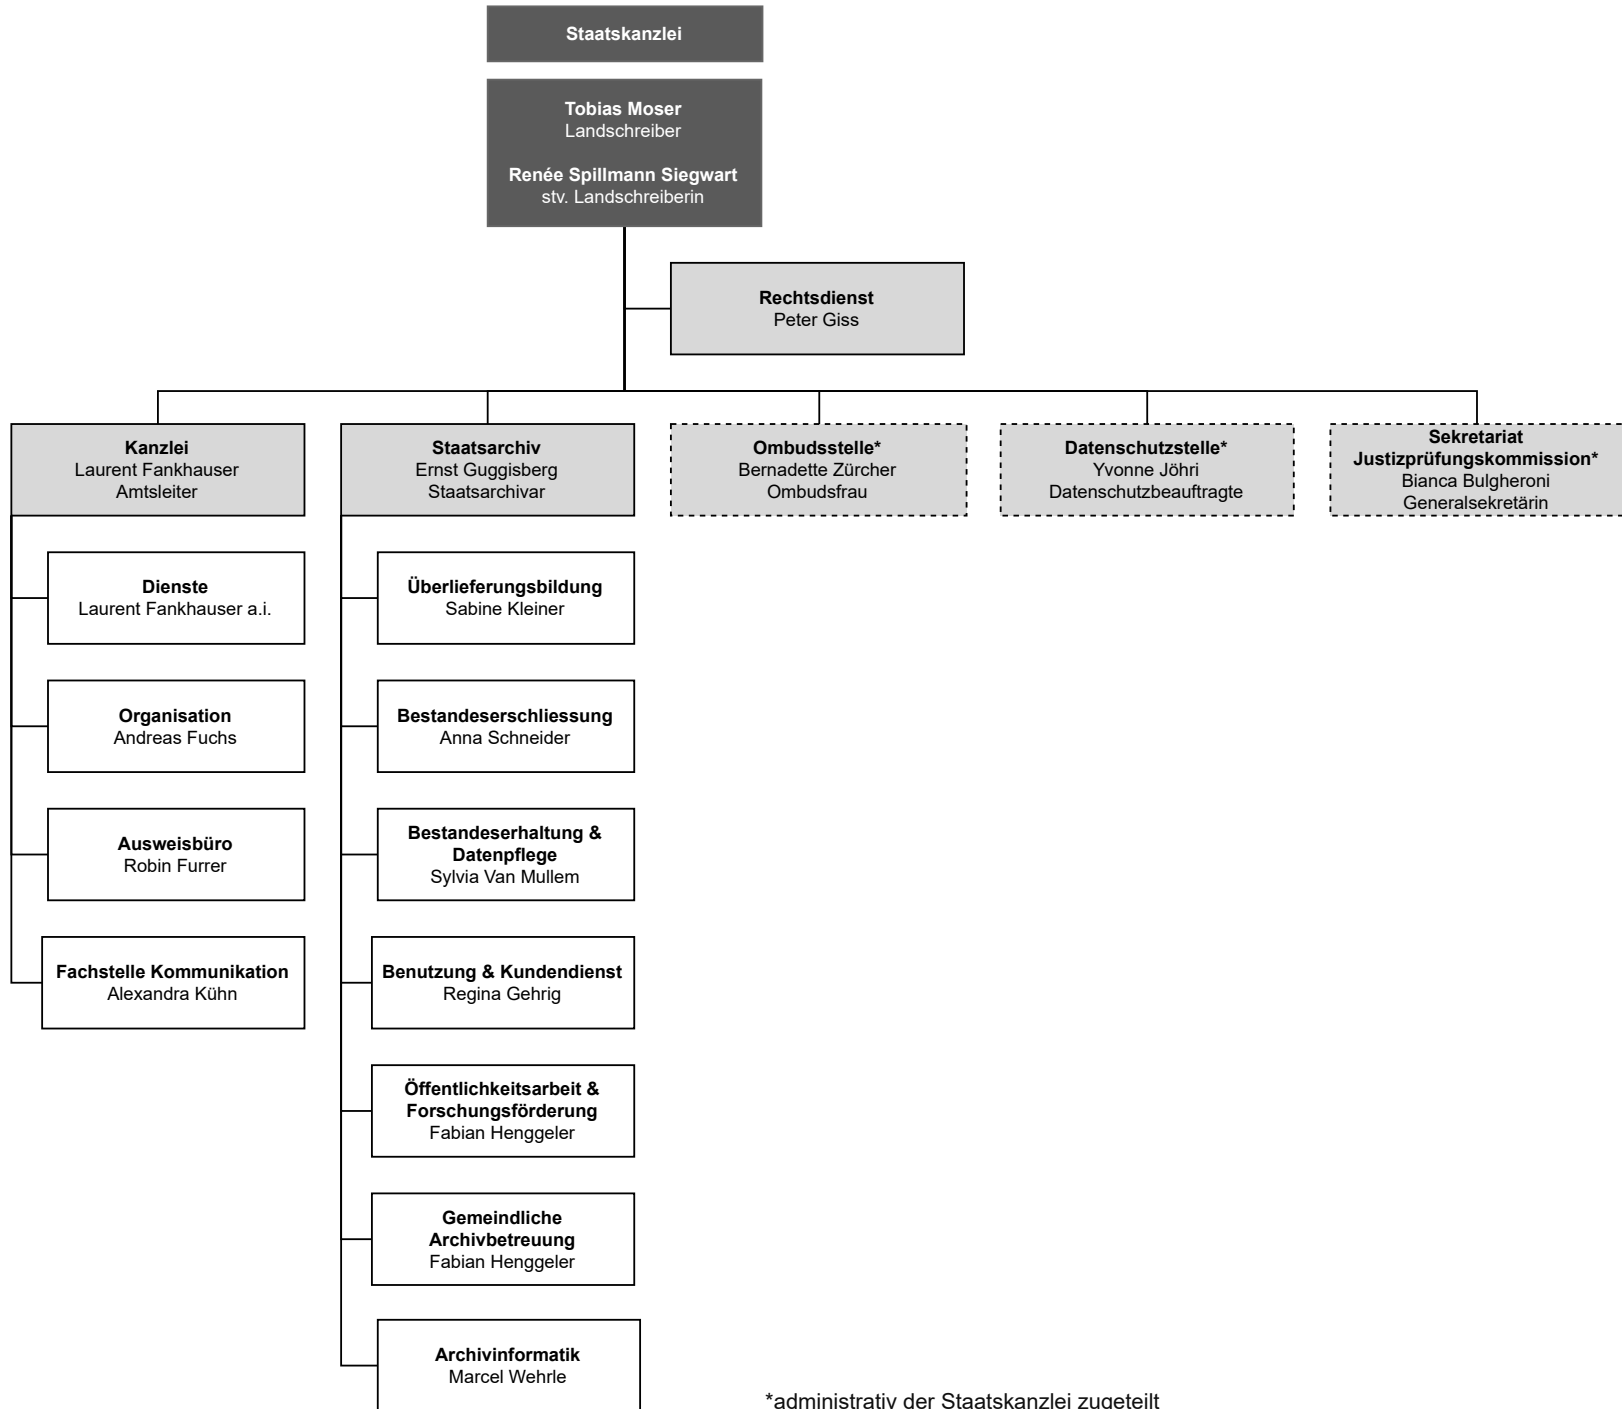 Staatskanzlei
Tobias Moser
Landschreiber
Renée Spillmann Siegwart
stv. Landschreiberin
Rechtsdienst
Peter Giss
Kanzlei
Laurent Fankhauser
Amtsleiter
Staatsarchiv
Ernst Guggisberg
Staatsarchivar
Ombudsstelle*
Bernadette Zürcher
Ombudsfrau
Datenschutzstelle*
Yvonne Jöhri
Datenschutzbeauftragte
Sekretariat
Justizprüfungskommission*
Bianca Bulgheroni
Generalsekretärin
Dienste
Laurent Fankhauser a.i.
Organisation
Andreas Fuchs
Ausweisbüro
Robin Furrer
Fachstelle Kommunikation
Alexandra Kühn
Überlieferungsbildung
Sabine Kleiner
Bestandeserschliessung
Anna Schneider
Bestandeserhaltung &
Datenpflege
Sylvia Van Mullem
Benutzung & Kundendienst
Regina Gehrig
Öffentlichkeitsarbeit &
Forschungsförderung
Fabian Henggeler
Gemeindliche
Archivbetreuung
Fabian Henggeler
Archivinformatik
Marcel Wehrle
*administrativ der Staatskanzlei zugeteilt